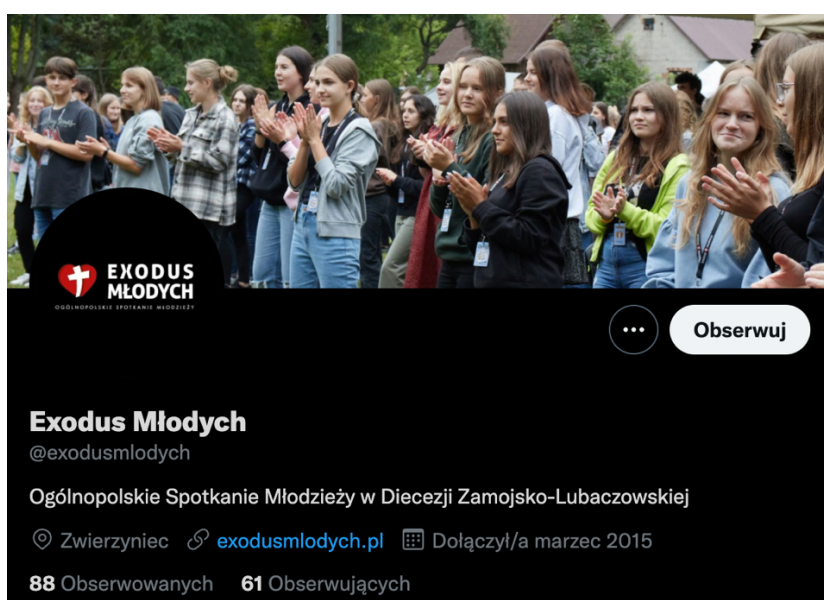 EXODUS
MŁODYCH
OGÓLNOPOLSKIE SPOTKANIE MŁODZIEŻY
Obserwuj
Exodus Młodych
@exodusmlodych
Ogólnopolskie Spotkanie Młodzieży w Diecezji Zamojsko-Lubaczowskiej
Zwierzyniec exodusmlodych.pl Dołączył/a marzec 2015
88 Obserwowanych 61 Obserwujących